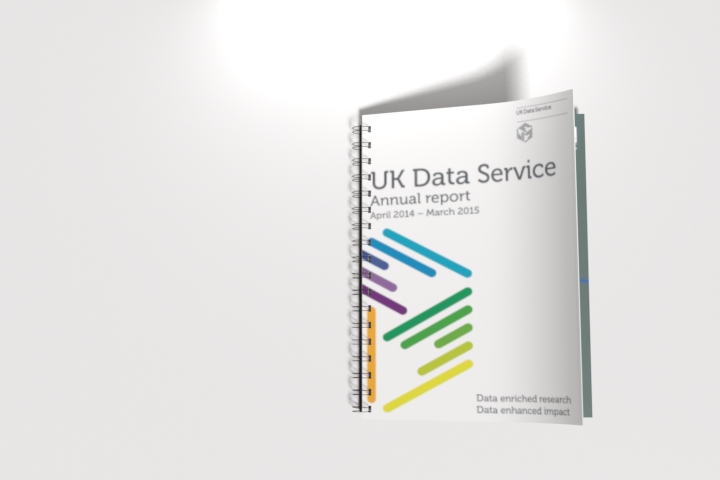 UK Data Service
UK Data Service
Annual report
April 2014 – March 2015
Data enriched research
Data enhanced impact